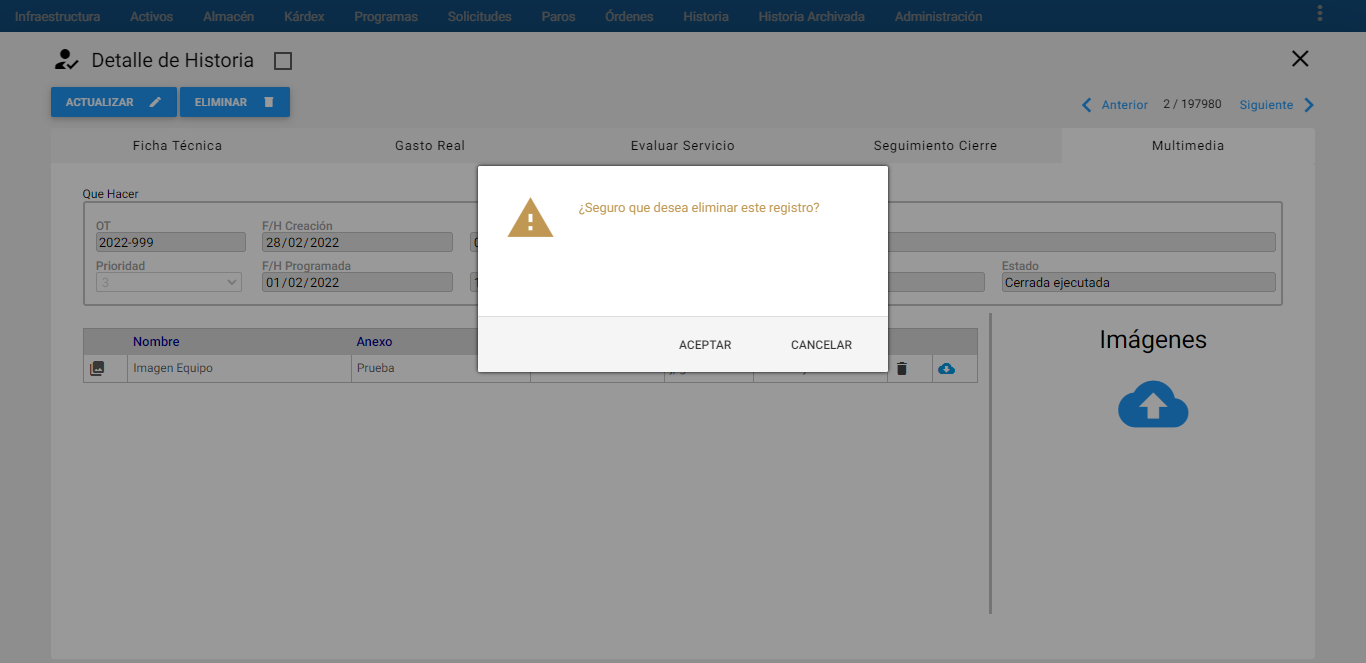 Infraestructura Activos Almacén Kárdex Programas Solicitudes Paros Órdenes Historia Historia Archivada Administración
Detalle de Historia
ACTUALIZAR ELIMINAR
Anterior 2 / 197980 Siguiente
Ficha Técnica Gasto Real Evaluar Servicio Seguimiento Cierre Multimedia
¿Seguro que desea eliminar este registro?
ACEPTAR CANCELAR
Que Hacer
OT F/H Creación
2022-999 28/02/2022
Prioridad F/H Programada Estado
3 01/02/2022 Cerrada ejecutada
Nombre Anexo
Imagen Equipo Prueba
Imágenes